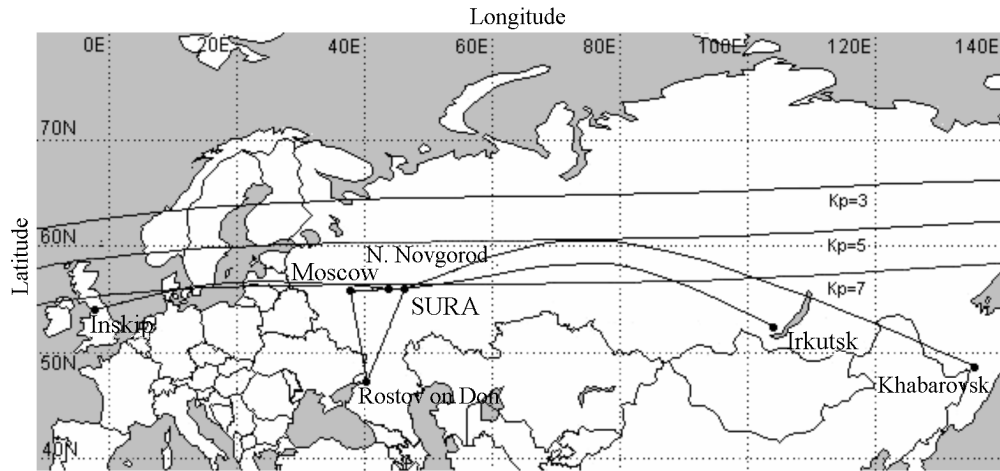 Longitude
0E 20E 40E 60E 80E 100E 120E 140E
70N
Kp=3
Latitude
60N
Kp=5
N. Novgorod
Moscow
Kp=7
SURA
Inskip
Irkutsk
50N
Khabarovsk
Rostov on Don
40N